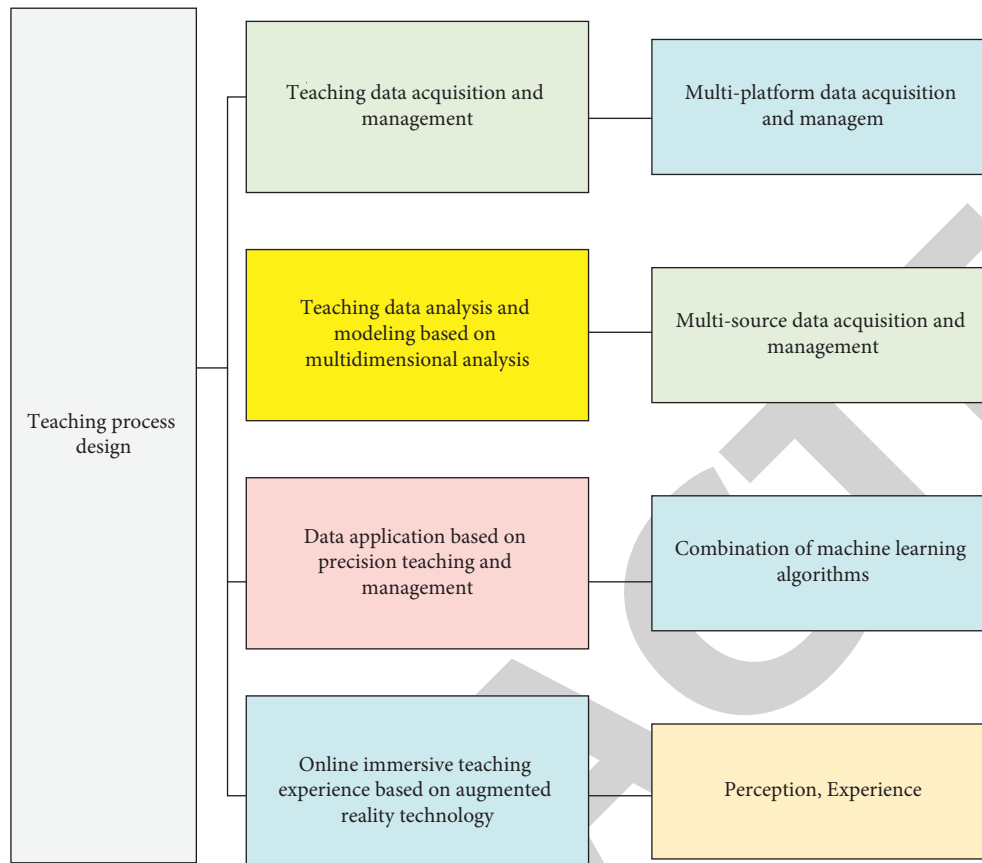 Teaching process
design
Teaching data acquisition and
management
Multi-platform data acquisition
and managem
Teaching data analysis and
modeling based on
multidimensional analysis
Multi-source data acquisition and
management
Data application based on
precision teaching and
management
Combination of machine learning
algorithms
Online immersive teaching
experience based on augmented
reality technology
Perception, Experience